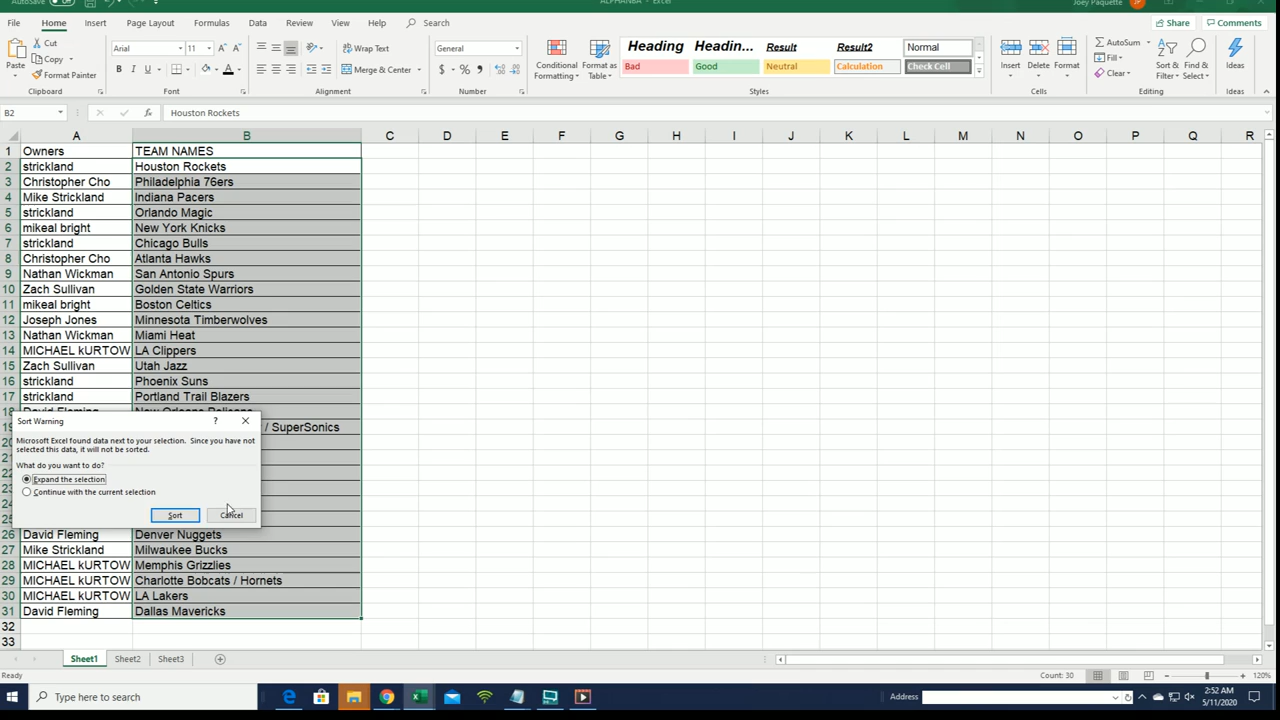 AutoSave Off
ALPHNBA - Excel
Joey Paquette JP
File Home Insert Page Layout Formulas Data Review View Help Search
Share Comments
Paste Cut Copy Format Painter Clipboard
Arial 11 Font
Wrap Text Merge & Center Alignment
General Number
Conditional Formatting Format as Table
Heading Headin... Result Result2 Normal
Bad Good Neutral Calculation Check Cell
Styles
Insert Delete Format Cells
AutoSum Fill Clear Sort & Filter Find & Select Editing
Ideas Ideas
B2 fx Houston Rockets
A B C D E F G H I J K L M N O P Q R
1 Owners TEAM NAMES
2 strickland Houston Rockets
3 Christopher Cho Philadelphia 76ers
4 Mike Strickland Indiana Pacers
5 strickland Orlando Magic
6 mikeal bright New York Knicks
7 strickland Chicago Bulls
8 Christopher Cho Atlanta Hawks
9 Nathan Wickman San Antonio Spurs
10 Zach Sullivan Golden State Warriors
11 mikeal bright Boston Celtics
12 Joseph Jones Minnesota Timberwolves
13 Nathan Wickman Miami Heat
14 MICHAEL kURTOW LA Clippers
15 Zach Sullivan Utah Jazz
16 strickland Phoenix Suns
17 strickland Portland Trail Blazers
18 David Fleming New Orleans Pelicans
/ SuperSonics
Sort Warning ?
Microsoft Excel found data next to your selection. Since you have not
selected this data, it will not be sorted.
What do you want to do?
Expand the selection
Continue with the current selection
Sort Cancel
26 David Fleming Denver Nuggets
27 Mike Strickland Milwaukee Bucks
28 MICHAEL kURTOW Memphis Grizzlies
29 MICHAEL kURTOW Charlotte Bobcats / Hornets
30 MICHAEL kURTOW LA Lakers
31 David Fleming Dallas Mavericks
32
33
Sheet1 Sheet2 Sheet3
Ready Count: 30 120%
Type here to search Address 2:52 AM
5/11/2020